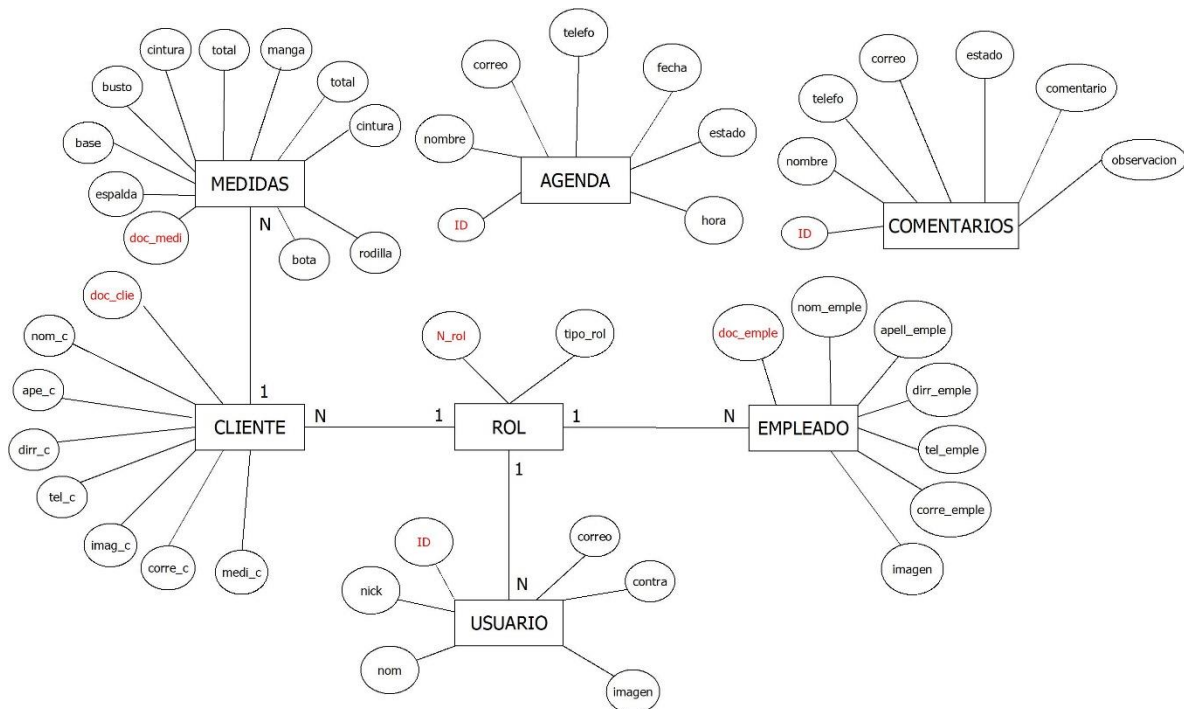 cintura
total
manga
busto
total
base
cintura
espalda
MEDIDAS
doc_medi
N
bota
rodilla
telefo
correo
fecha
nombre
estado
AGENDA
ID
hora
estado
correo
comentario
telefo
nombre
observacion
ID
COMENTARIOS
doc_clie
nom_c
ape_c
1
CLIENTE
N
dirr_c
tel_c
imag_c
corre_c
medi_c
N_rol
tipo_rol
1
ROL
1
1
nom_emple
doc_emple
apell_emple
dirr_emple
N
EMPLEADO
tel_emple
corre_emple
imagen
ID
correo
nick
N
contra
USUARIO
nom
imagen